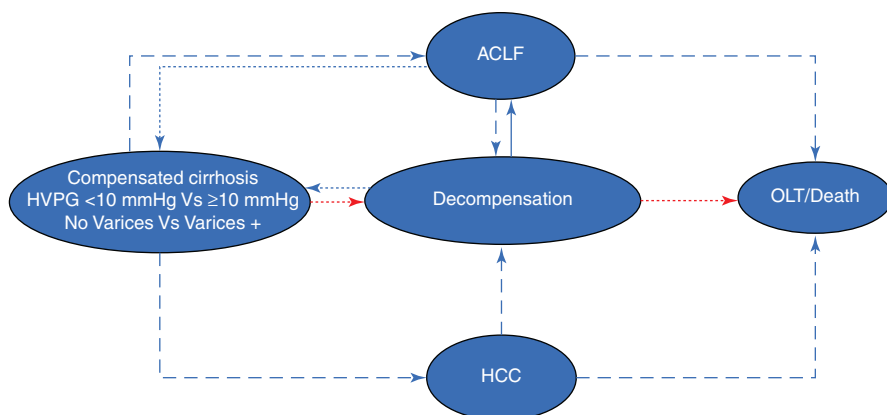 ACLF
Compensated cirrhosis
HVPG <10 mmHg Vs ≥10 mmHg
No Varices Vs Varices +
Decompensation
OLT/Death
HCC